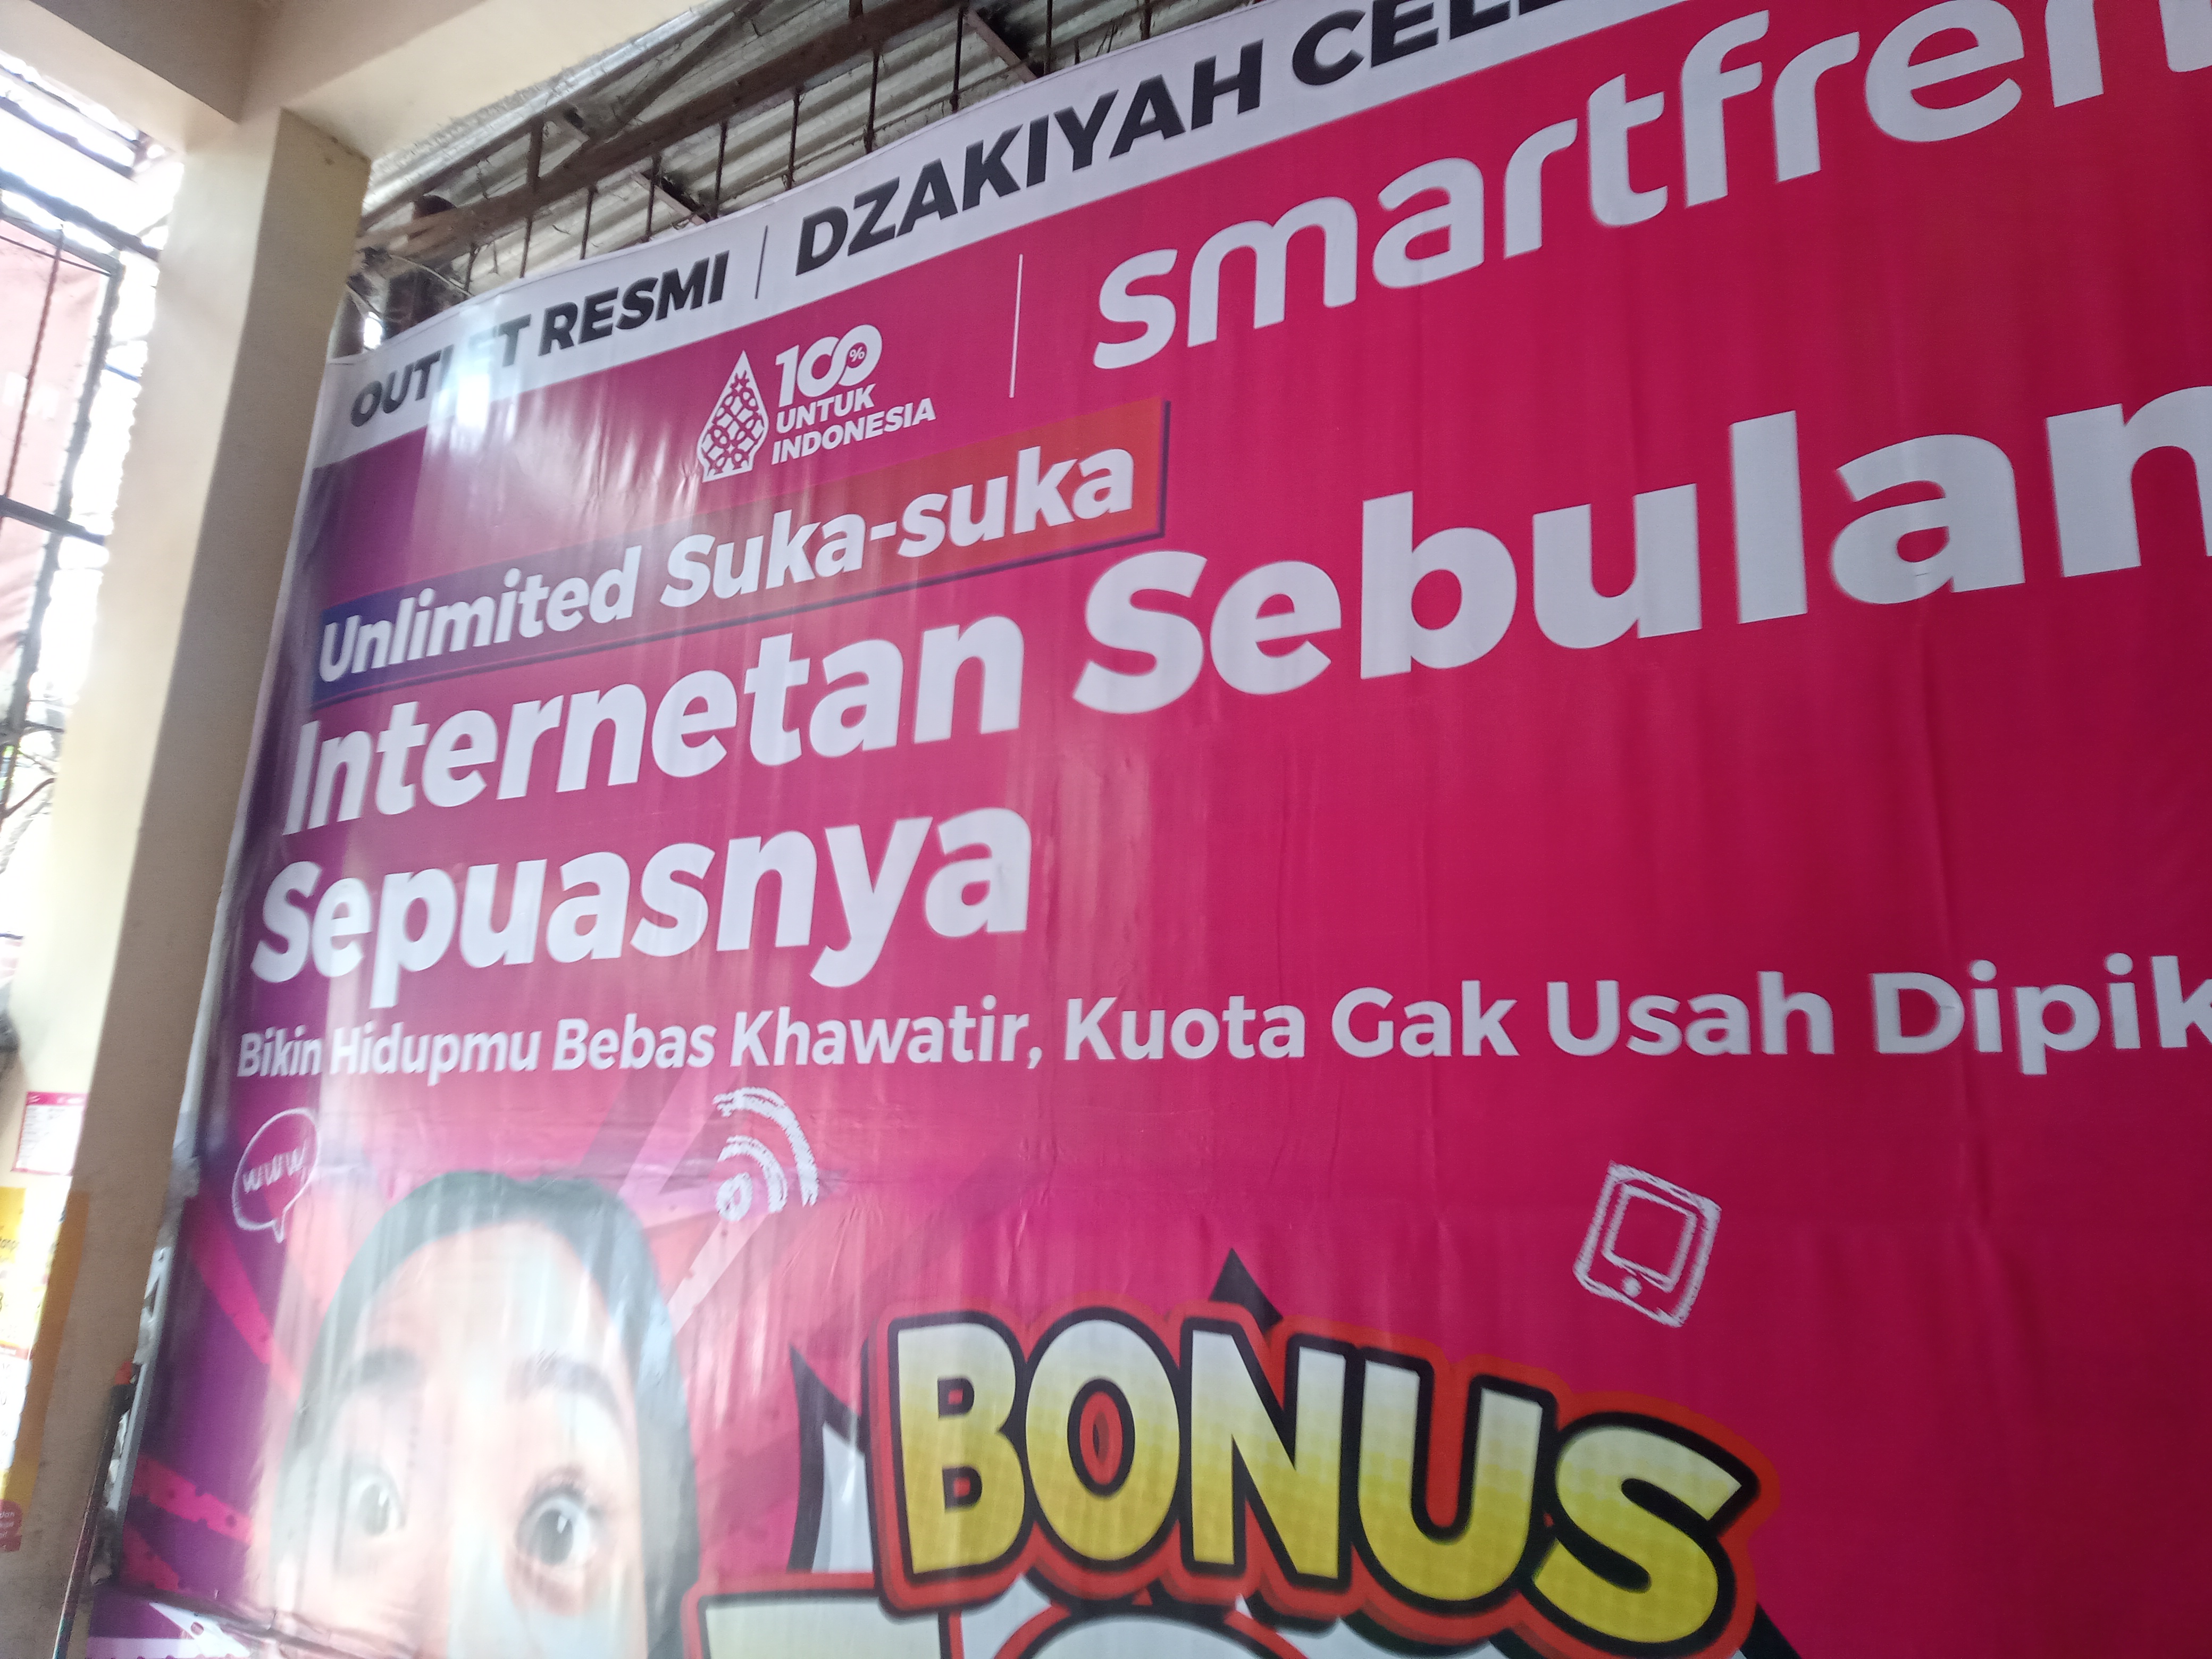 OUTLET RESMI | DZAKIYAH
100%
UNTUK
INDONESIA
smartfren
Unlimited Suka-suka
Internetan Sebulan
Sepuasnya
Bikin Hidupmu Bebas Khawatir, Kuota Gak Usah
www
BONUS